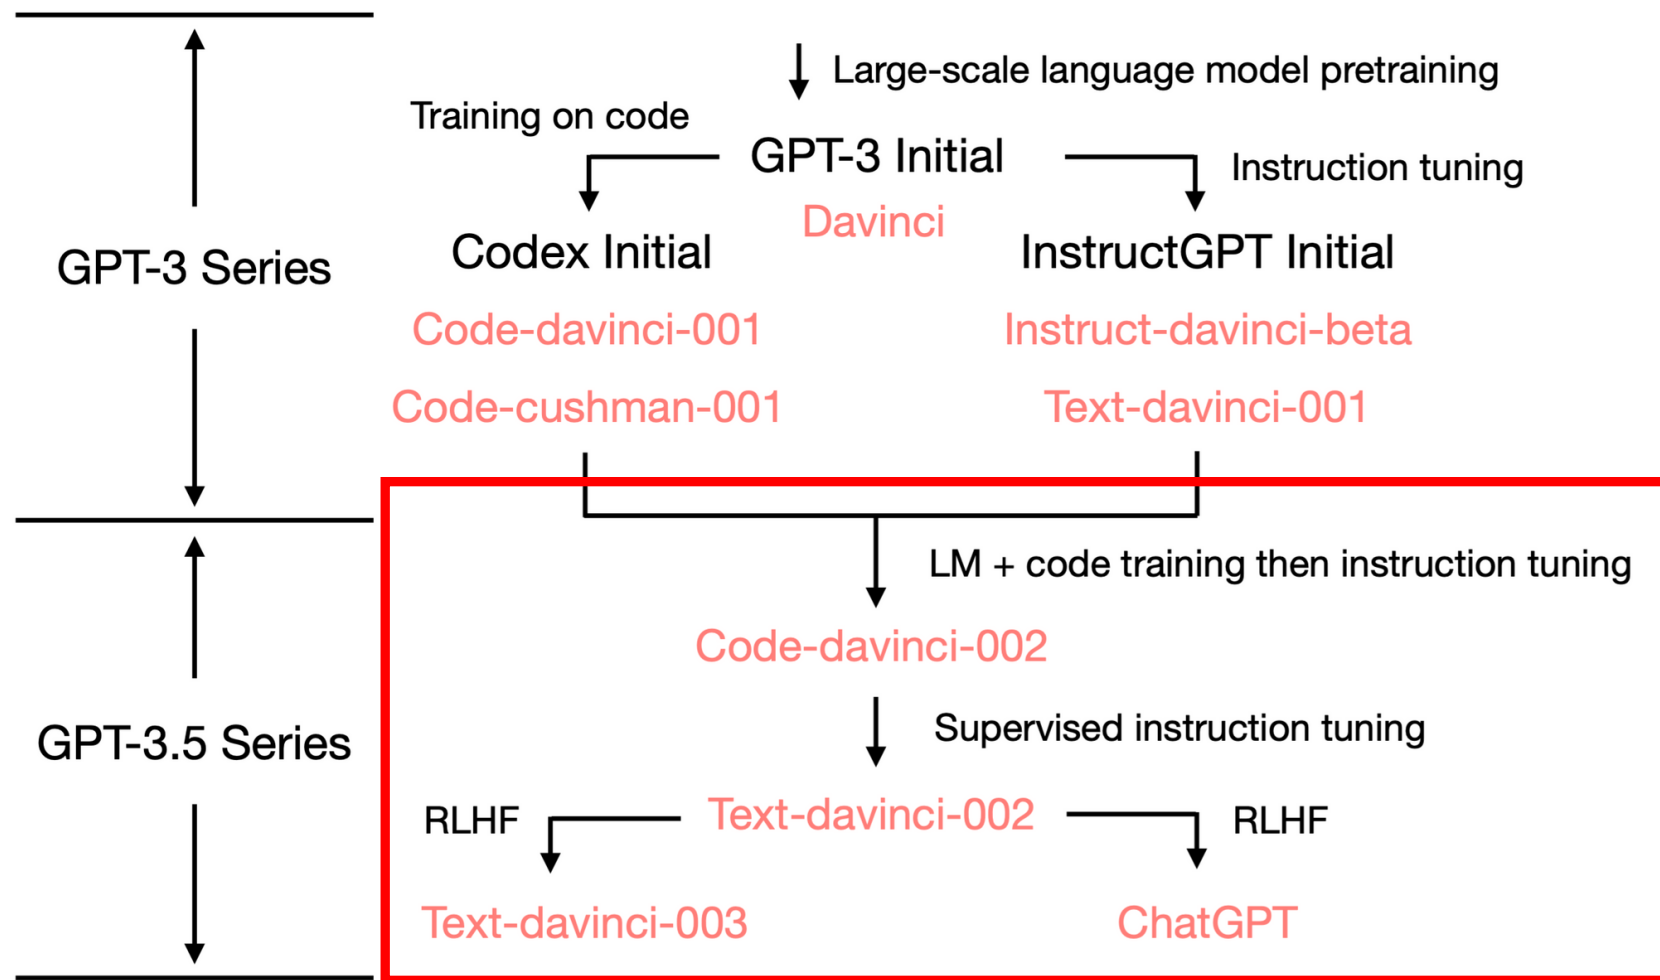 Large-scale language model pretraining
Training on code
GPT-3 Initial
Instruction tuning
Davinci
Codex Initial
InstructGPT Initial
GPT-3 Series
Code-davinci-001
Instruct-davinci-beta
Code-cushman-001
Text-davinci-001
LM + code training then instruction tuning
Code-davinci-002
Supervised instruction tuning
GPT-3.5 Series
RLHF
Text-davinci-002
RLHF
Text-davinci-003
ChatGPT